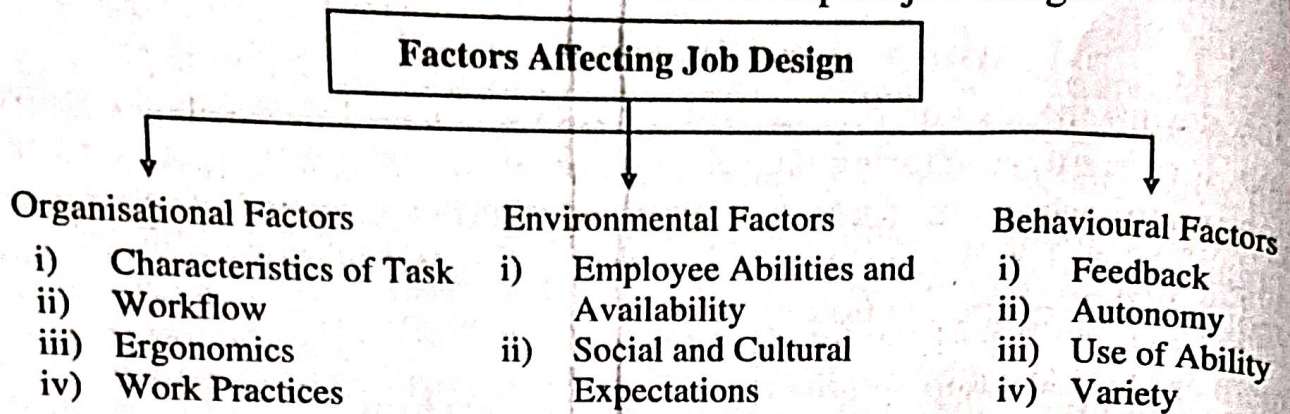 Factors Affecting Job Design
Organisational Factors
i) Characteristics of Task
ii) Workflow
iii) Ergonomics
iv) Work Practices
Environmental Factors
i) Employee Abilities and
Availability
ii) Social and Cultural
Expectations
Behavioural Factors
i) Feedback
ii) Autonomy
iii) Use of Ability
iv) Variety